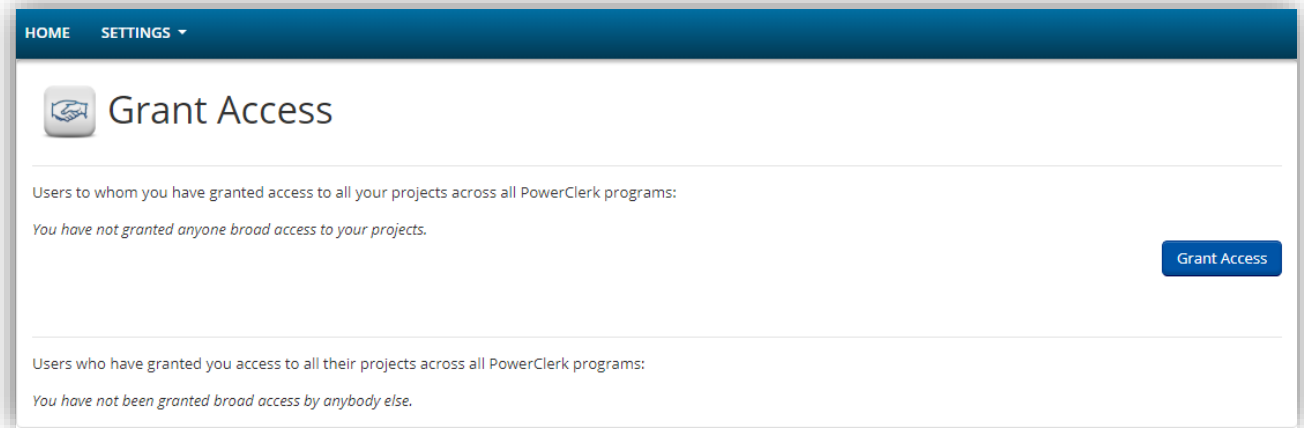 HOME SETTINGS
Grant Access
Users to whom you have granted access to all your projects across all PowerClerk programs:
You have not granted anyone broad access to your projects.
Grant Access
Users who have granted you access to all their projects across all PowerClerk programs:
You have not been granted broad access by anybody else.